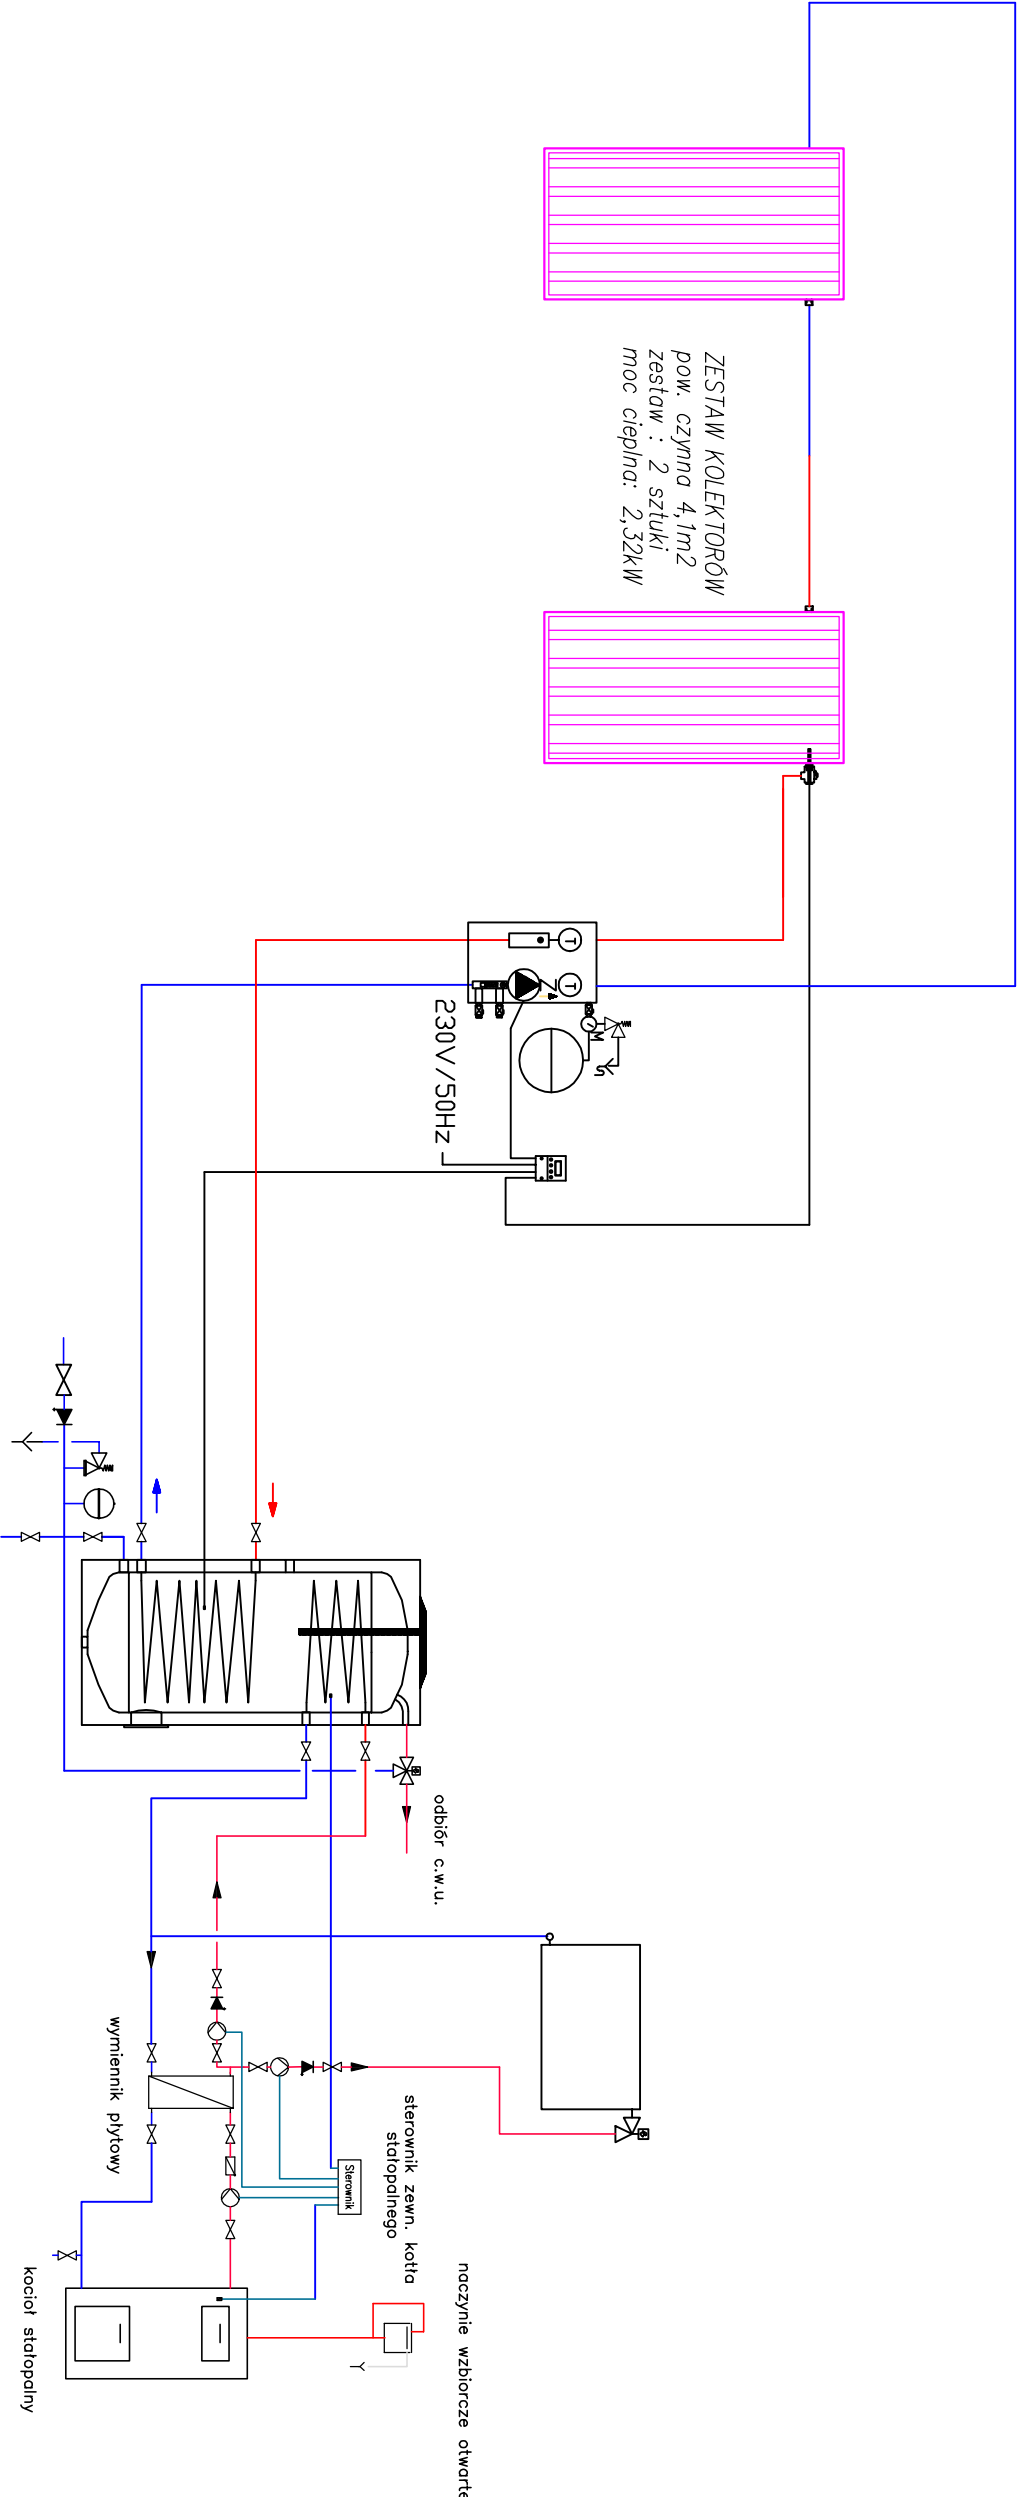 ZESTAW KOLEKTORÓW
pow. czynna 4,1m2
zestaw : 2 sztuki
moc cieplna: 2,32kW
T
T
M
S
230V/50Hz
odbiór c.w.u.
wymiennik płytowy
sterownik zewn. kotła
stałopalnego
Sterownik
naczynie wzbiorcze otwarte
kocioł stałopalny